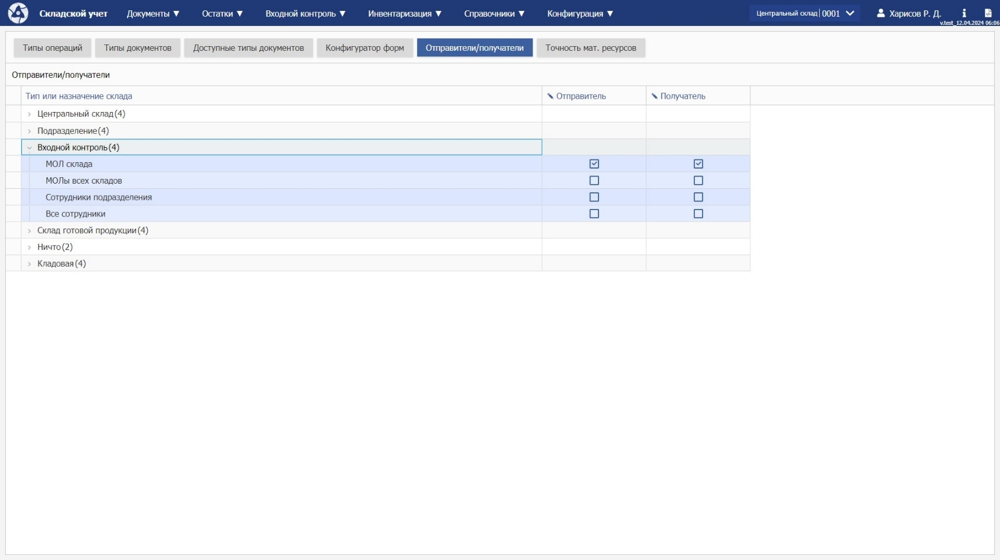 Складской учет Документы ▼ Остатки ▼ Входной контроль ▼ Инвентаризация ▼ Справочники ▼ Конфигурация ▼ Центральный склад | 0001 Харисов Р. Д.
v.test_12.04.2024 06:06
Типы операций Типы документов Доступные типы документов Конфигуратор форм Отправители/получатели Точность мат. ресурсов
Отправители/получатели
Тип или назначение склада Отправитель Получатель
Центральный склад(4)
Подразделение(4)
Входной контроль(4)
МОЛ склада
МОЛы всех складов
Сотрудники подразделения
Все сотрудники
Склад готовой продукции(4)
Ничто(2)
Кладовая(4)